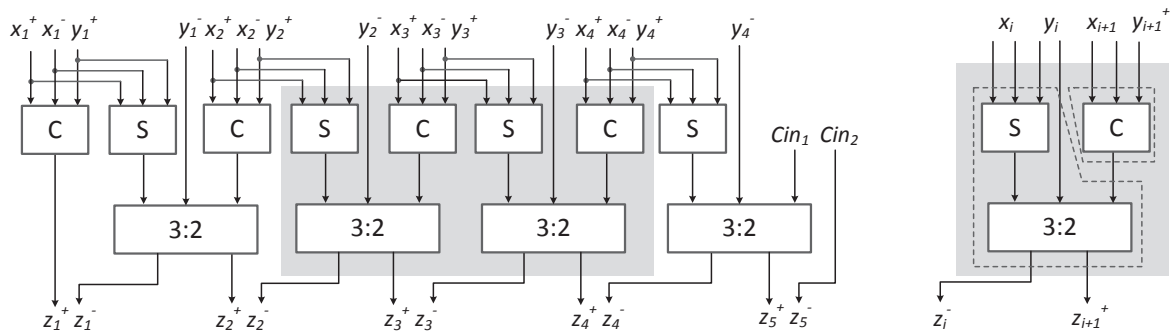 x₁⁺ x₁⁻ y₁⁺ y₁⁻ x₂⁺ x₂⁻ y₂⁺ y₂⁻ x₃⁺ x₃⁻ y₃⁺ y₃⁻ x₄⁺ x₄⁻ y₄⁺ y₄⁻ xᵢ yᵢ xᵢ₊₁ yᵢ₊₁⁺
C S C S C S C S S C
Cin₁ Cin₂
3:2 3:2 3:2 3:2 3:2
z₁⁺ z₁⁻ z₂⁺ z₂⁻ z₃⁺ z₃⁻ z₄⁺ z₄⁻ z₅⁺ z₅⁻ zᵢ⁻ zᵢ₊₁⁺